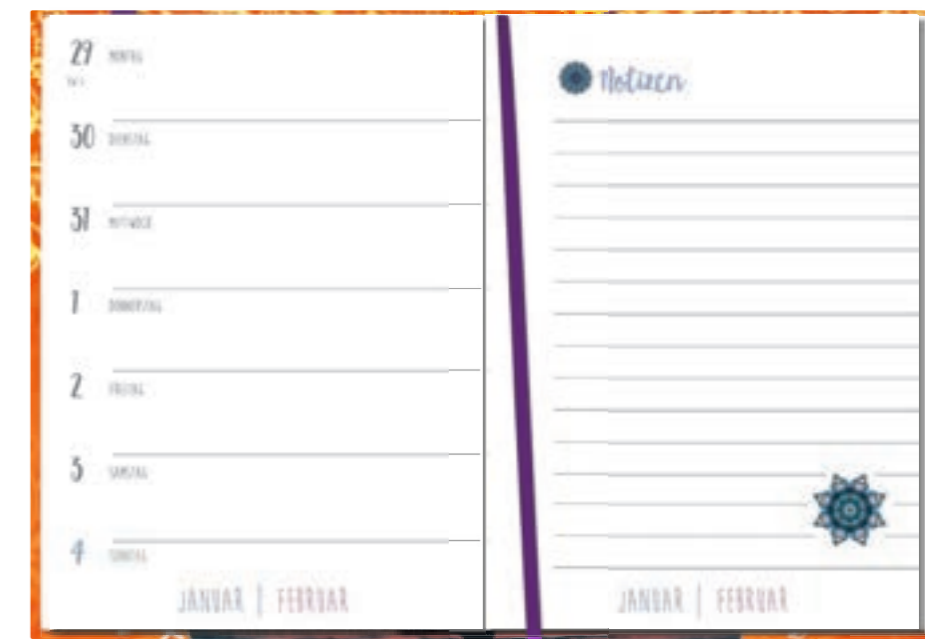 29 MONTAG
30 DIENSTAG
31 MITTWOCH
1 DONNERSTAG
2 FREITAG
3 SAMSTAG
4 SONNTAG
JANUAR | FEBRUAR
Notizen
JANUAR | FEBRUAR